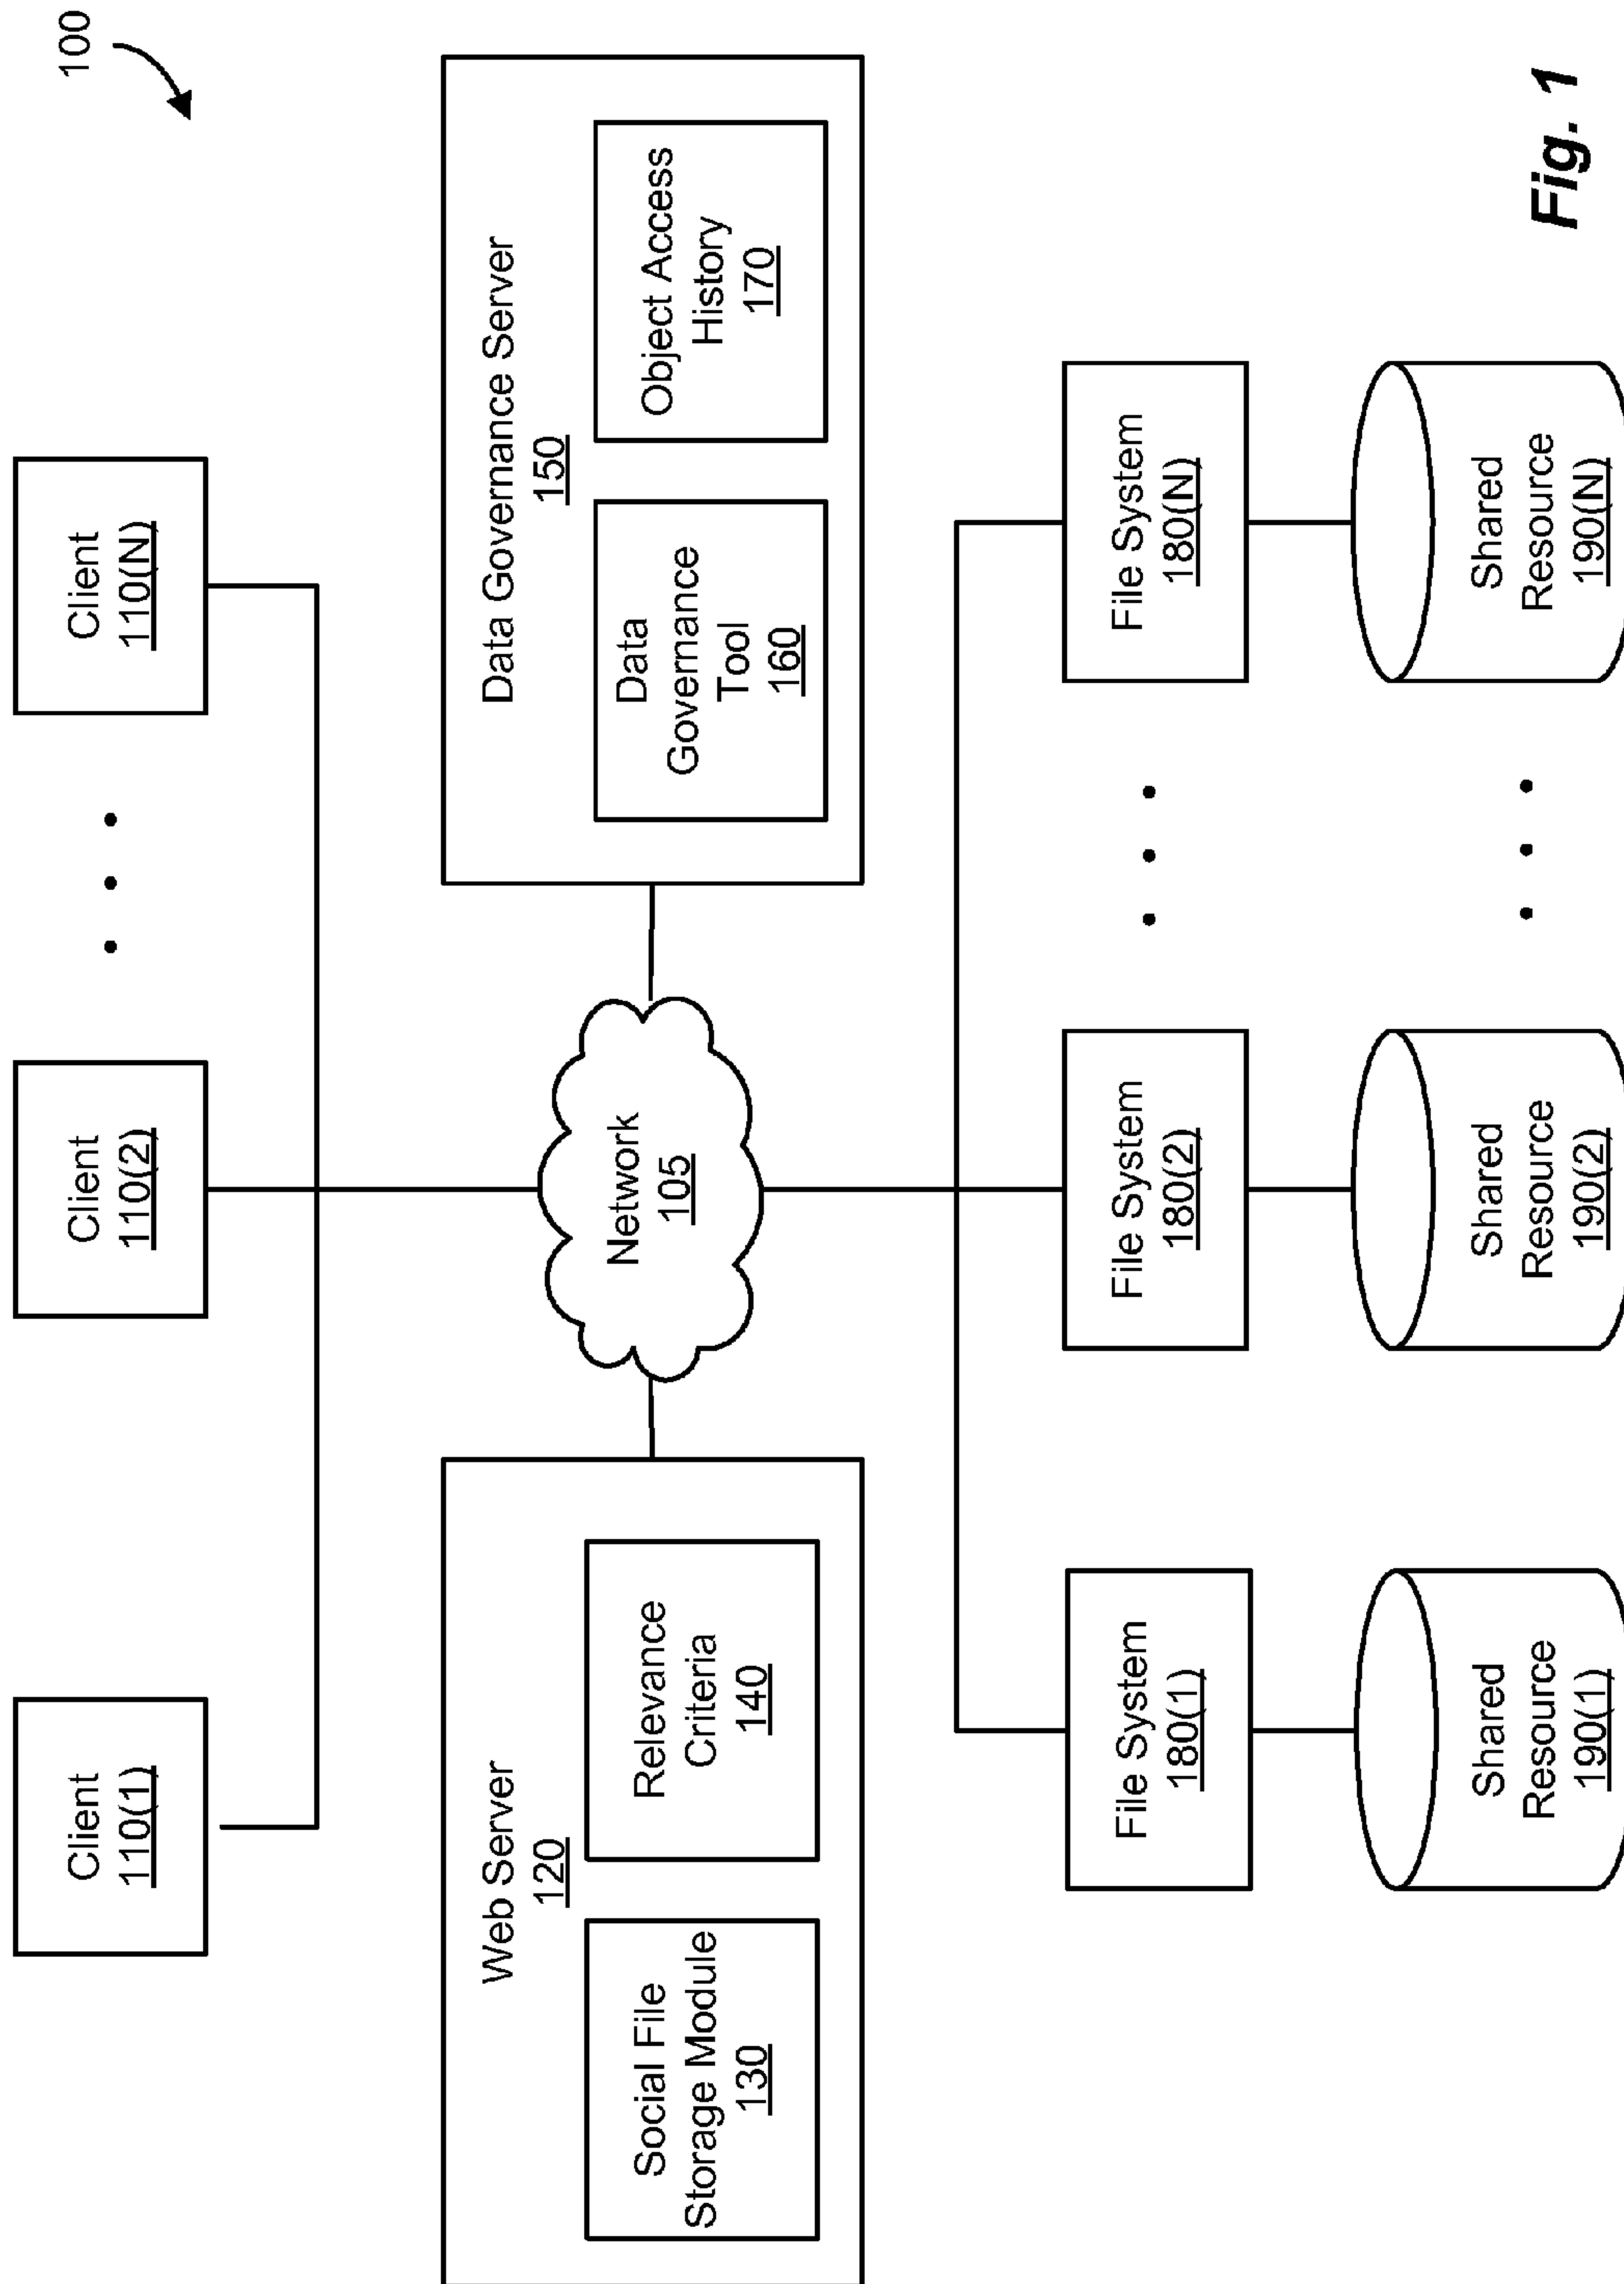 100
Client
110(1)
Client
110(2)
Client
110(N)
Web Server
120
Social File
Storage Module
130
Relevance
Criteria
140
Network
105
Data Governance Server
150
Data
Governance
Tool
160
Object Access
History
170
File System
180(1)
File System
180(2)
File System
180(N)
Shared
Resource
190(1)
Shared
Resource
190(2)
Shared
Resource
190(N)
Fig. 1